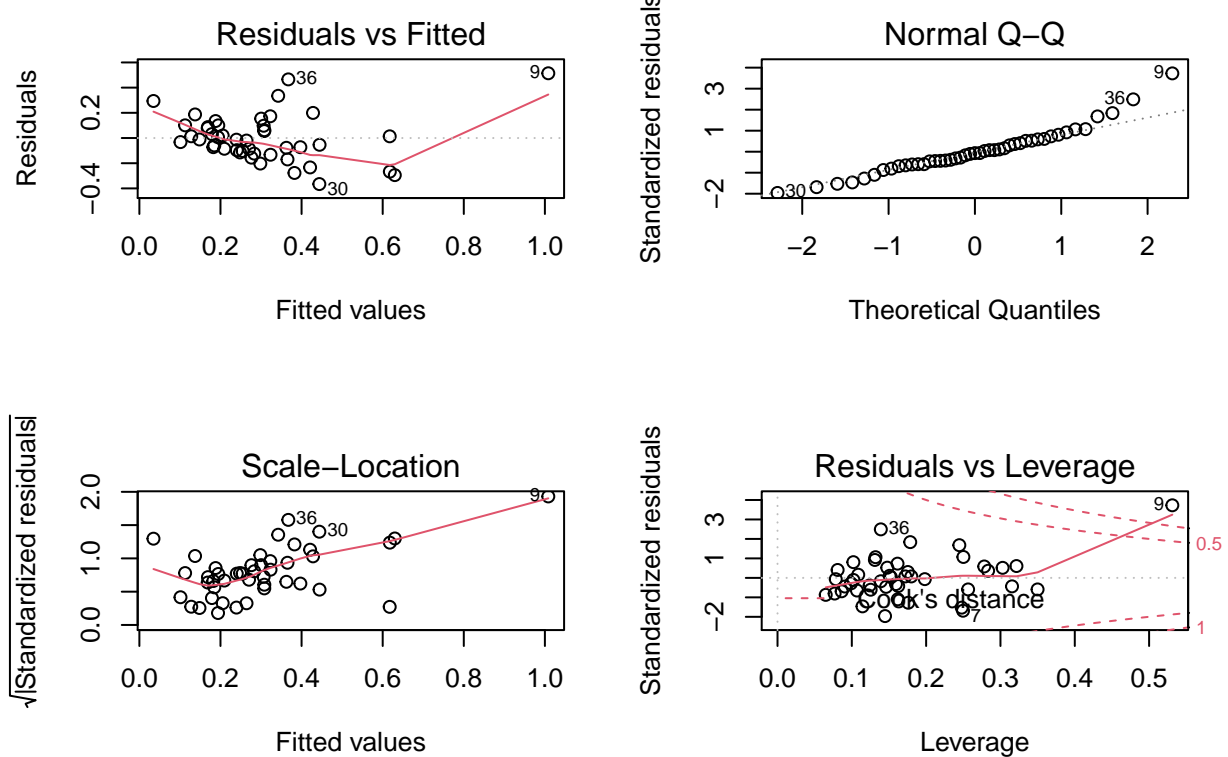 Residuals vs Fitted
Residuals
−0.4 0.2
36
9
30
0.0 0.2 0.4 0.6 0.8 1.0
Fitted values
Normal Q−Q
Standardized residuals
−2 1 3
9
36
30
−2 −1 0 1 2
Theoretical Quantiles
Scale−Location
√|Standardized residuals|
0.0 1.0 2.0
36
30
9
0.0 0.2 0.4 0.6 0.8 1.0
Fitted values
Residuals vs Leverage
Standardized residuals
−2 1 3
9
36
7
Cook's distance
0.5
1
0.0 0.1 0.2 0.3 0.4 0.5
Leverage